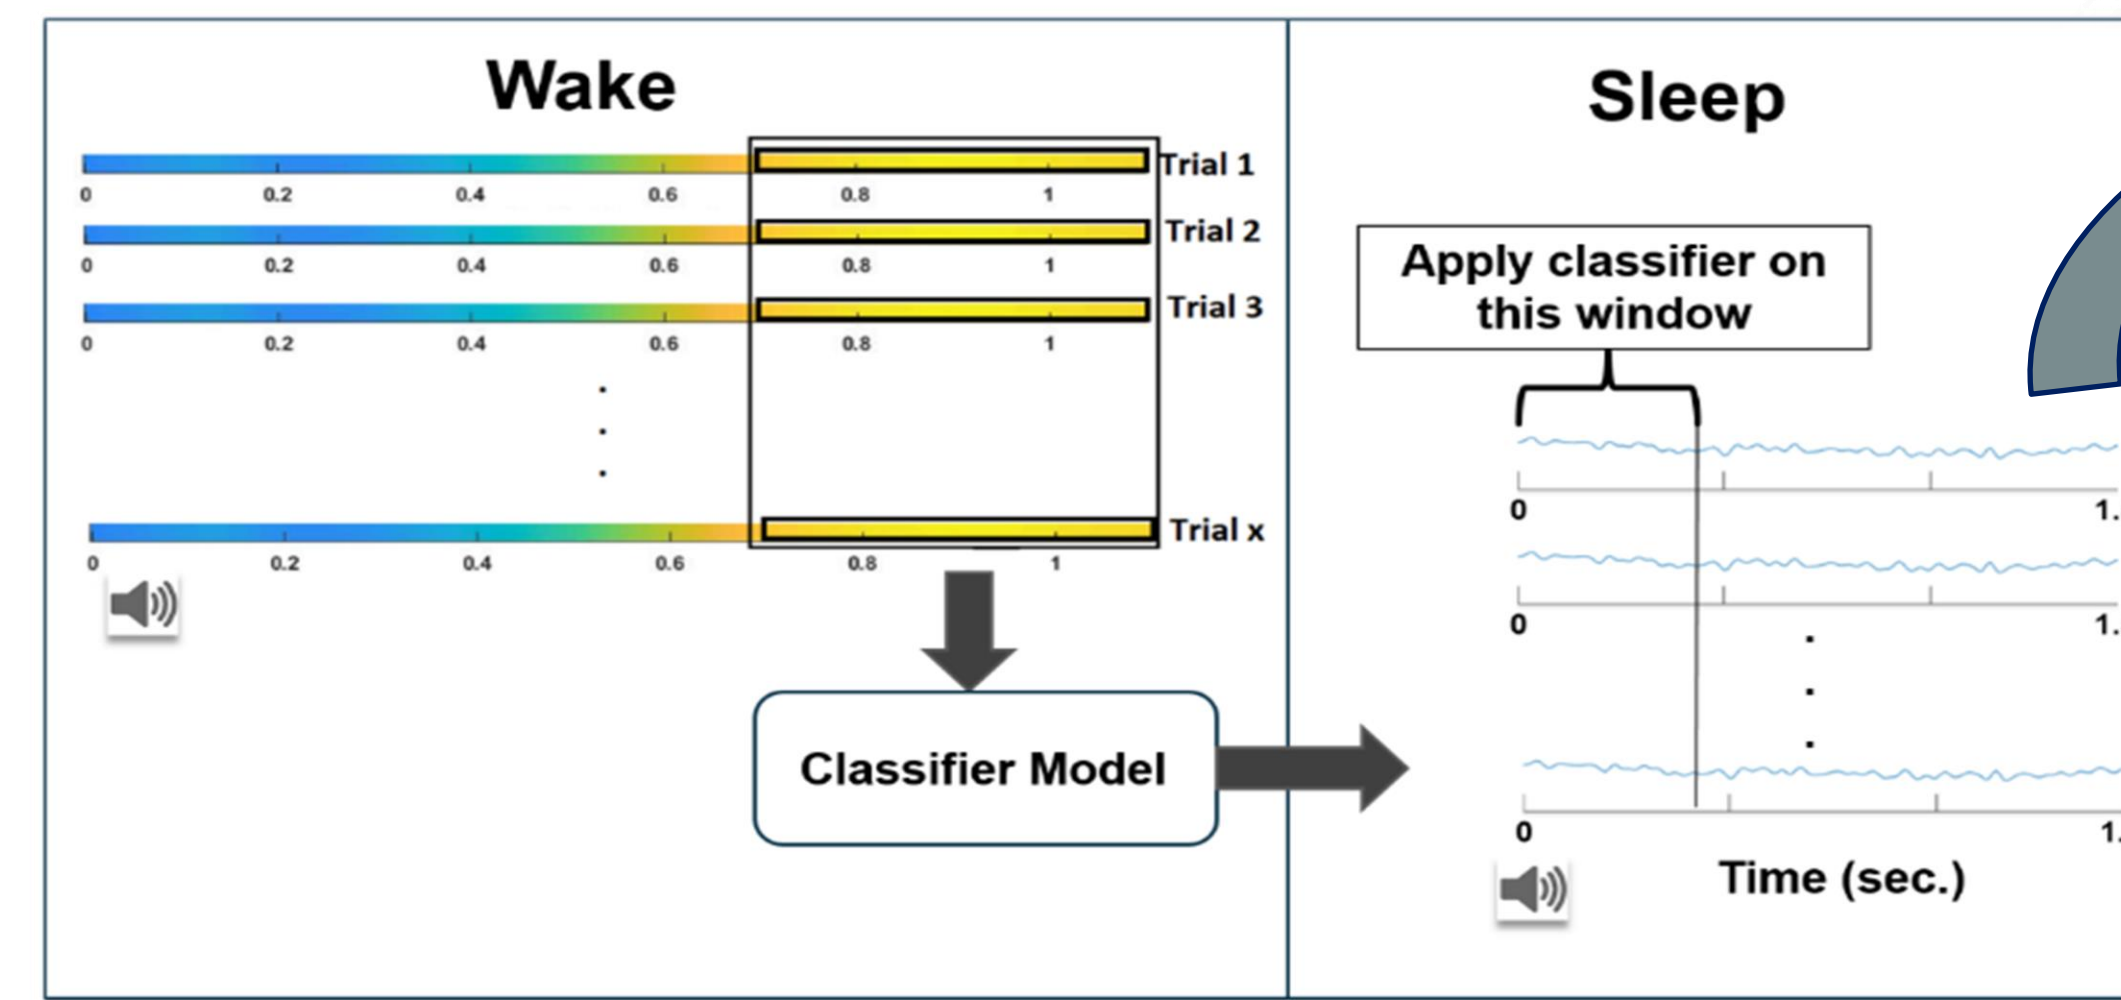 Wake
Trial 1
0 0.2 0.4 0.6 0.8 1
Trial 2
0 0.2 0.4 0.6 0.8 1
Trial 3
0 0.2 0.4 0.6 0.8 1
.
.
.
Trial x
0 0.2 0.4 0.6 0.8 1
Classifier Model
Sleep
Apply classifier on
this window
0 1.
0 1.
.
.
.
0 1.
Time (sec.)